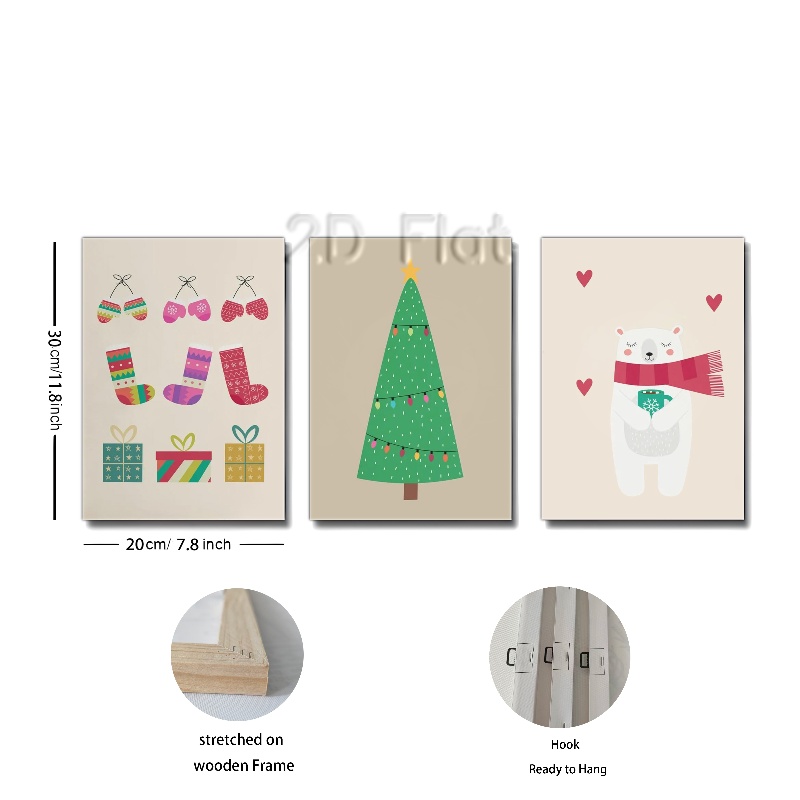 2D Flat
30cm/11.8inch
20cm/ 7.8 inch
stretched on
wooden Frame
Hook
Ready to Hang